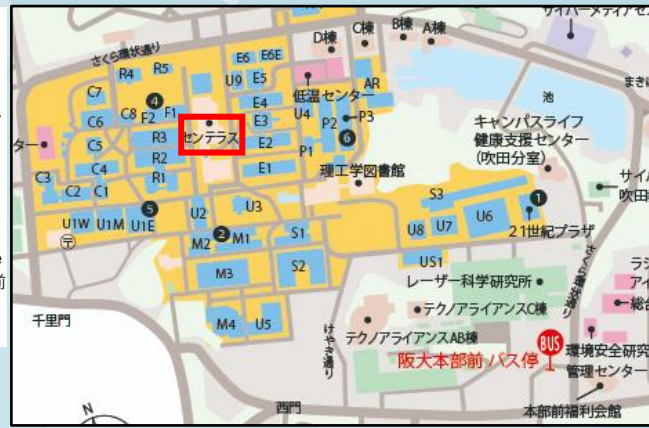 サイバーメディアセ
D棟
C棟
B棟
A棟
さくら環状通り
E6
E6E
R4
R5
U9
E5
低温センター
AR
まき
池
C7
④
E4
U4
P2
P3
C6
C8
F2
F1
センテラス
E3
⑥
キャンパスライフ
健康支援センター
(吹田分室)
ター
C5
R3
E2
P1
R2
E1
理工学図書館
C3
C4
R1
サイバ
吹田
C2
C1
S3
①
U1W
U1M
⑤
U1E
U2
U3
U8
U7
U6
21世紀プラザ
〒
②
M2
M1
S1
さくら環状通り
M3
S2
US1
レーザー科学研究所
ラジ
アイ
テクノアライアンスC棟
総合
千里門
M4
U5
けやき通り
テクノアライアンスAB棟
BUS
環境安全研究
管理センター
阪大本部前 バス停
N
西門
本部前福利会館
e
前